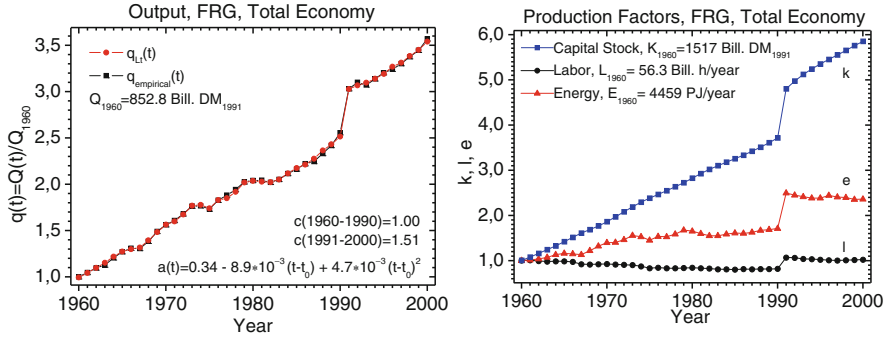 Output, FRG, Total Economy
q(t)=Q(t)/Q1960
3,5
3,0
2,5
2,0
1,5
1,0
qLt(t)
qempirical(t)
Q1960=852.8 Bill. DM1991
c(1960-1990)=1.00
c(1991-2000)=1.51
a(t)=0.34 - 8.9*10^-3(t-t0) + 4.7*10^-3(t-t0)^2
1960 1970 1980 1990 2000
Year
Production Factors, FRG, Total Economy
k, l, e
6,0
5,0
4,0
3,0
2,0
1,0
Capital Stock, K1960=1517 Bill. DM1991
Labor, L1960= 56.3 Bill. h/year
Energy, E1960= 4459 PJ/year
k
e
l
1960 1970 1980 1990 2000
Year